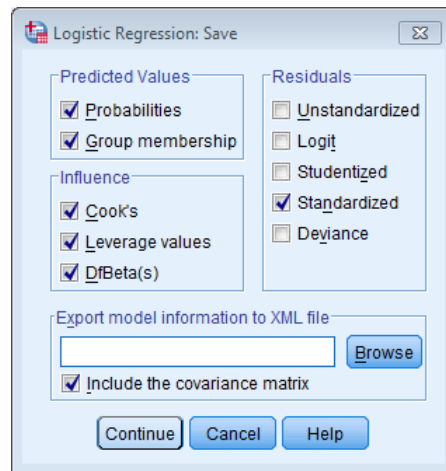 Logistic Regression: Save
Predicted Values
Probabilities
Group membership
Influence
Cook's
Leverage values
DfBeta(s)
Residuals
Unstandardized
Logit
Studentized
Standardized
Deviance
Export model information to XML file
Browse
Include the covariance matrix
Continue Cancel Help